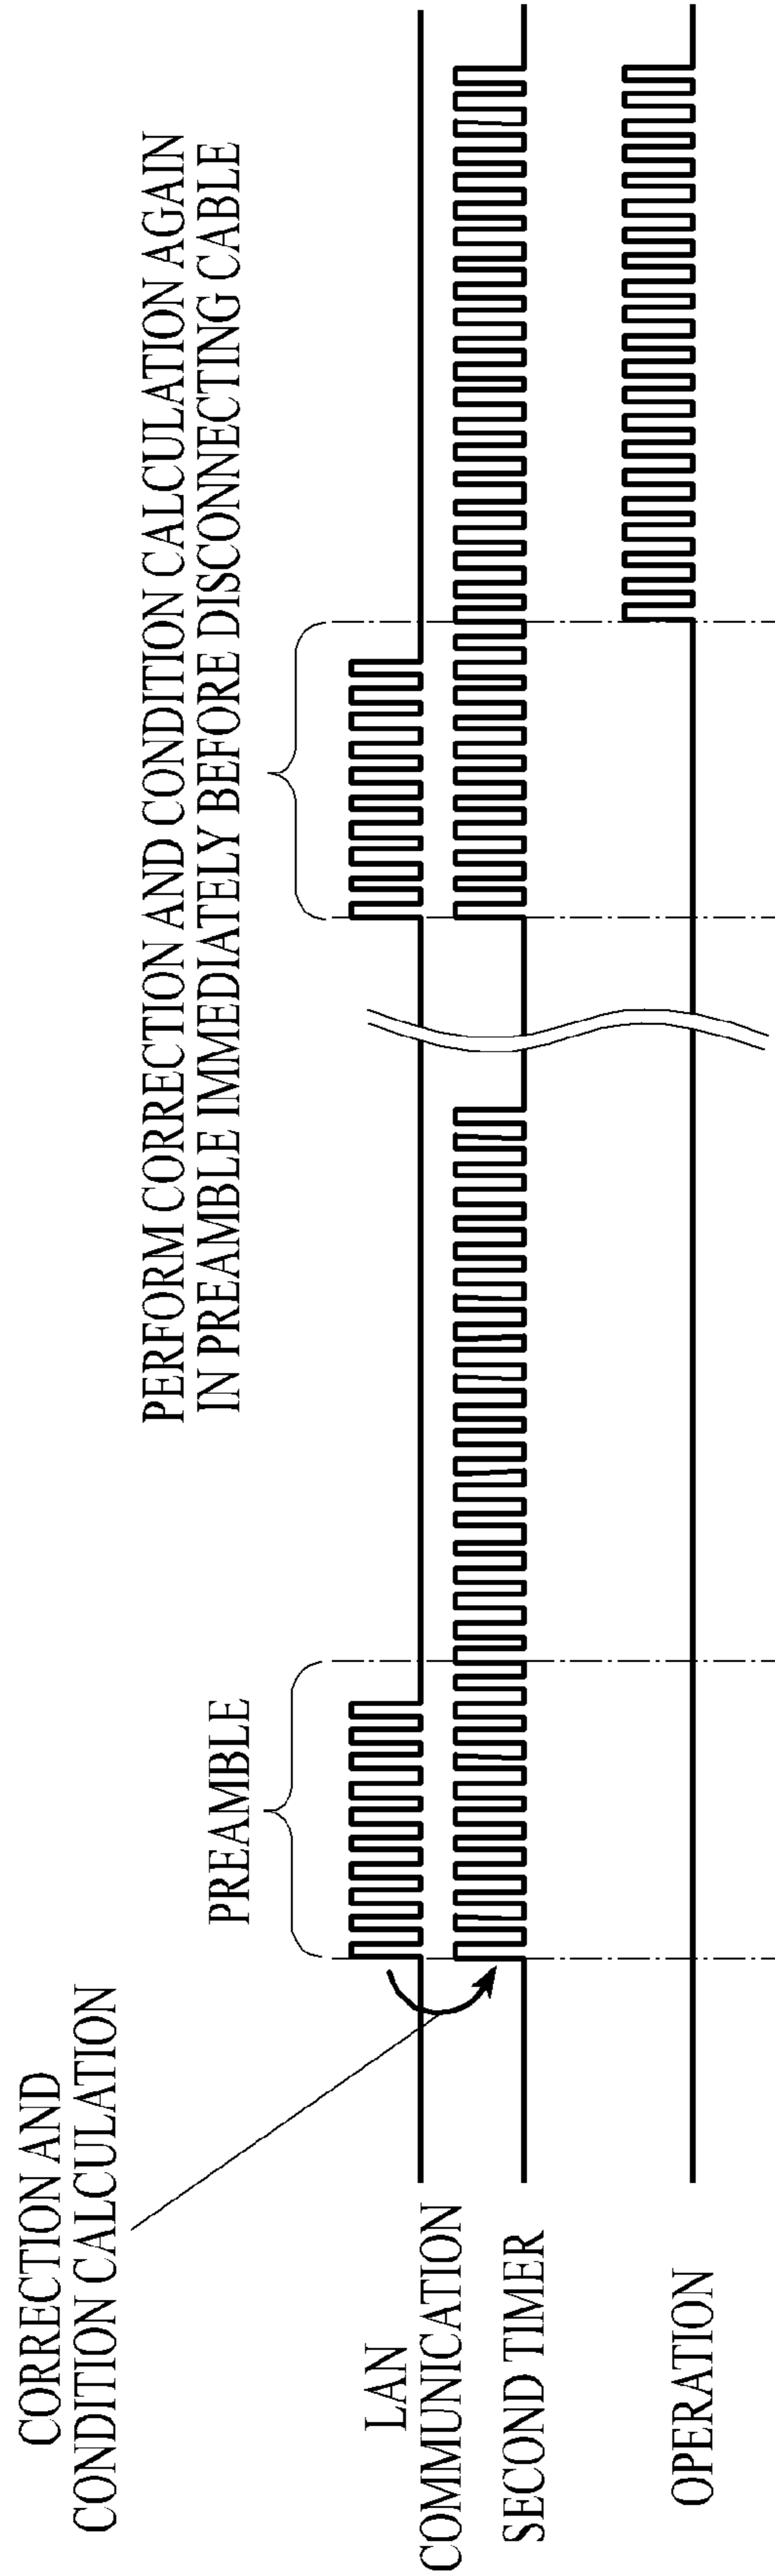 CORRECTION AND
CONDITION CALCULATION
PREAMBLE
PERFORM CORRECTION AND CONDITION CALCULATION AGAIN
IN PREAMBLE IMMEDIATELY BEFORE DISCONNECTING CABLE
LAN
COMMUNICATION
SECOND TIMER
OPERATION